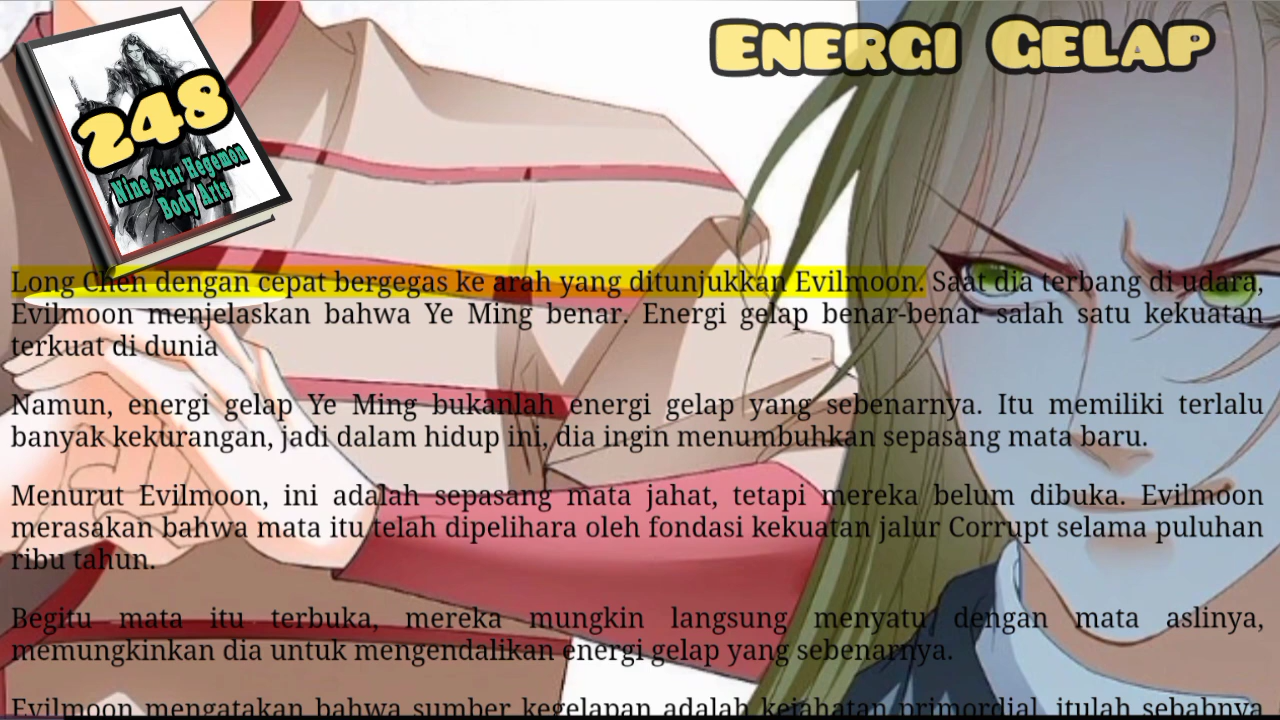 ENERGI GELAP
248
Nine Star Hegemon
Body Arts
Long Chen dengan cepat bergegas ke arah yang ditunjukkan Evilmoon. Saat dia terbang di udara,
Evilmoon menjelaskan bahwa Ye Ming benar. Energi gelap benar-benar salah satu kekuatan
terkuat di dunia
Namun, energi gelap Ye Ming bukanlah energi gelap yang sebenarnya. Itu memiliki terlalu
banyak kekurangan, jadi dalam hidup ini, dia ingin menumbuhkan sepasang mata baru.
Menurut Evilmoon, ini adalah sepasang mata jahat, tetapi mereka belum dibuka. Evilmoon
merasakan bahwa mata itu telah dipelihara oleh fondasi kekuatan jalur Corrupt selama puluhan
ribu tahun.
Begitu mata itu terbuka, mereka mungkin langsung menyatu dengan mata aslinya,
memungkinkan dia untuk mengendalikan energi gelap yang sebenarnya.
Evilmoon mengatakan bahwa sumber kegelapan adalah kejahatan primordial, itulah sebabnya